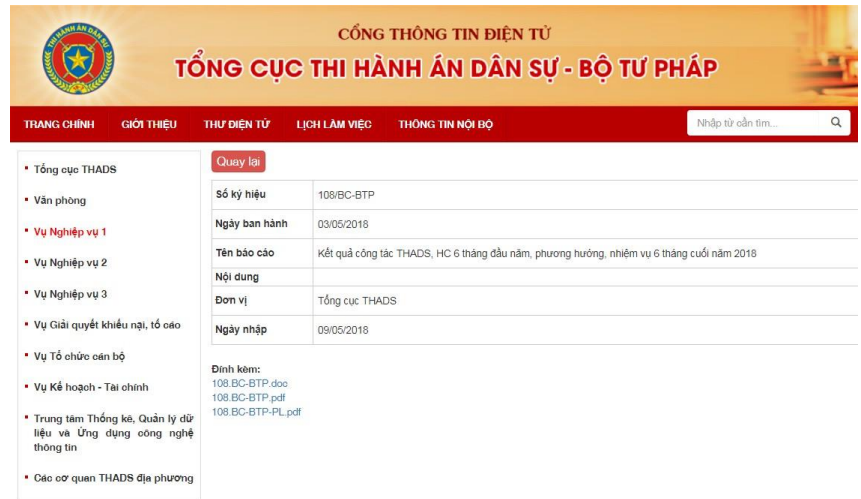 CỔNG THÔNG TIN ĐIỆN TỬ
TỔNG CỤC THI HÀNH ÁN DÂN SỰ - BỘ TƯ PHÁP
TRANG CHÍNH GIỚI THIỆU THƯ ĐIỆN TỬ LỊCH LÀM VIỆC THÔNG TIN NỘI BỘ Nhập từ cần tìm...
Tổng cục THADS
Văn phòng
Vụ Nghiệp vụ 1
Vụ Nghiệp vụ 2
Vụ Nghiệp vụ 3
Vụ Giải quyết khiếu nại, tố cáo
Vụ Tổ chức cán bộ
Vụ Kế hoạch - Tài chính
Trung tâm Thống kê, Quản lý dữ
liệu và Ứng dụng công nghệ
thông tin
Các cơ quan THADS địa phương
Quay lại
Số ký hiệu 108/BC-BTP
Ngày ban hành 03/05/2018
Tên báo cáo Kết quả công tác THADS, HC 6 tháng đầu năm, phương hướng, nhiệm vụ 6 tháng cuối năm 2018
Nội dung
Đơn vị Tổng cục THADS
Ngày nhập 09/05/2018
Đính kèm:
108.BC-BTP.doc
108.BC-BTP.pdf
108.BC-BTP-PL.pdf